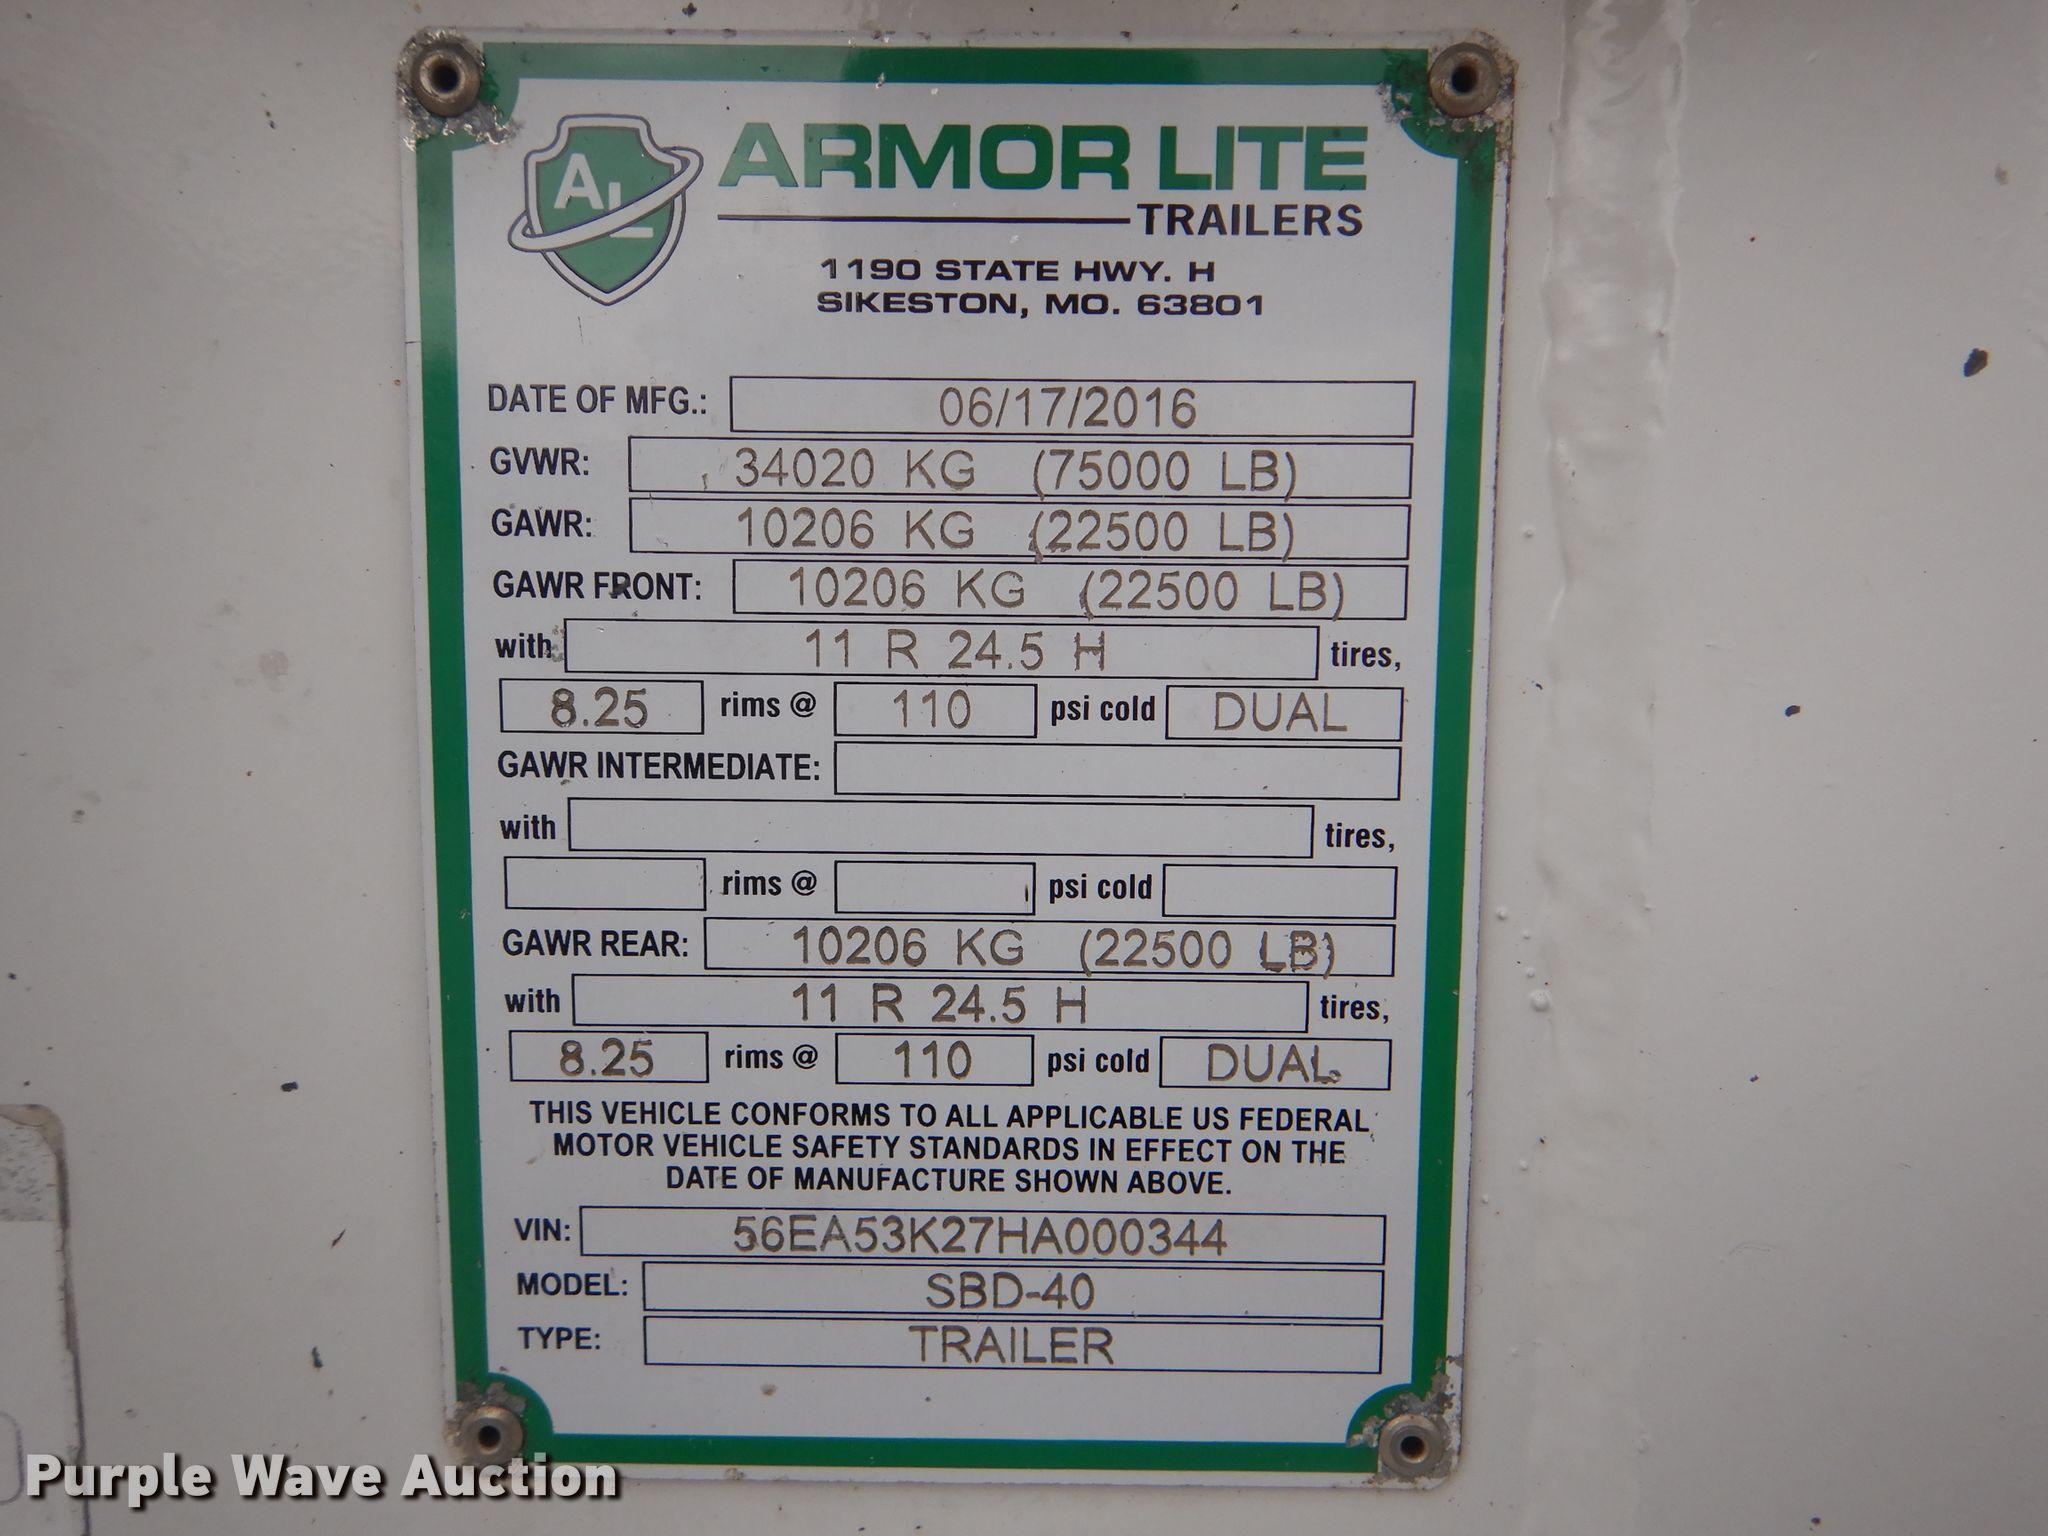 AL
ARMOR LITE
TRAILERS
1190 STATE HWY. H
SIKESTON, MO. 63801
DATE OF MFG.: 06/17/2016
GVWR: 34020 KG (75000 LB)
GAWR: 10206 KG (22500 LB)
GAWR FRONT: 10206 KG (22500 LB)
with 11 R 24.5 H tires,
8.25 rims @ 110 psi cold DUAL
GAWR INTERMEDIATE:
with tires,
rims @ psi cold
GAWR REAR: 10206 KG (22500 LB)
with 11 R 24.5 H tires,
8.25 rims @ 110 psi cold DUAL
THIS VEHICLE CONFORMS TO ALL APPLICABLE US FEDERAL
MOTOR VEHICLE SAFETY STANDARDS IN EFFECT ON THE
DATE OF MANUFACTURE SHOWN ABOVE.
VIN: 56EA53K27HA000344
MODEL: SBD-40
TYPE: TRAILER
Purple Wave Auction